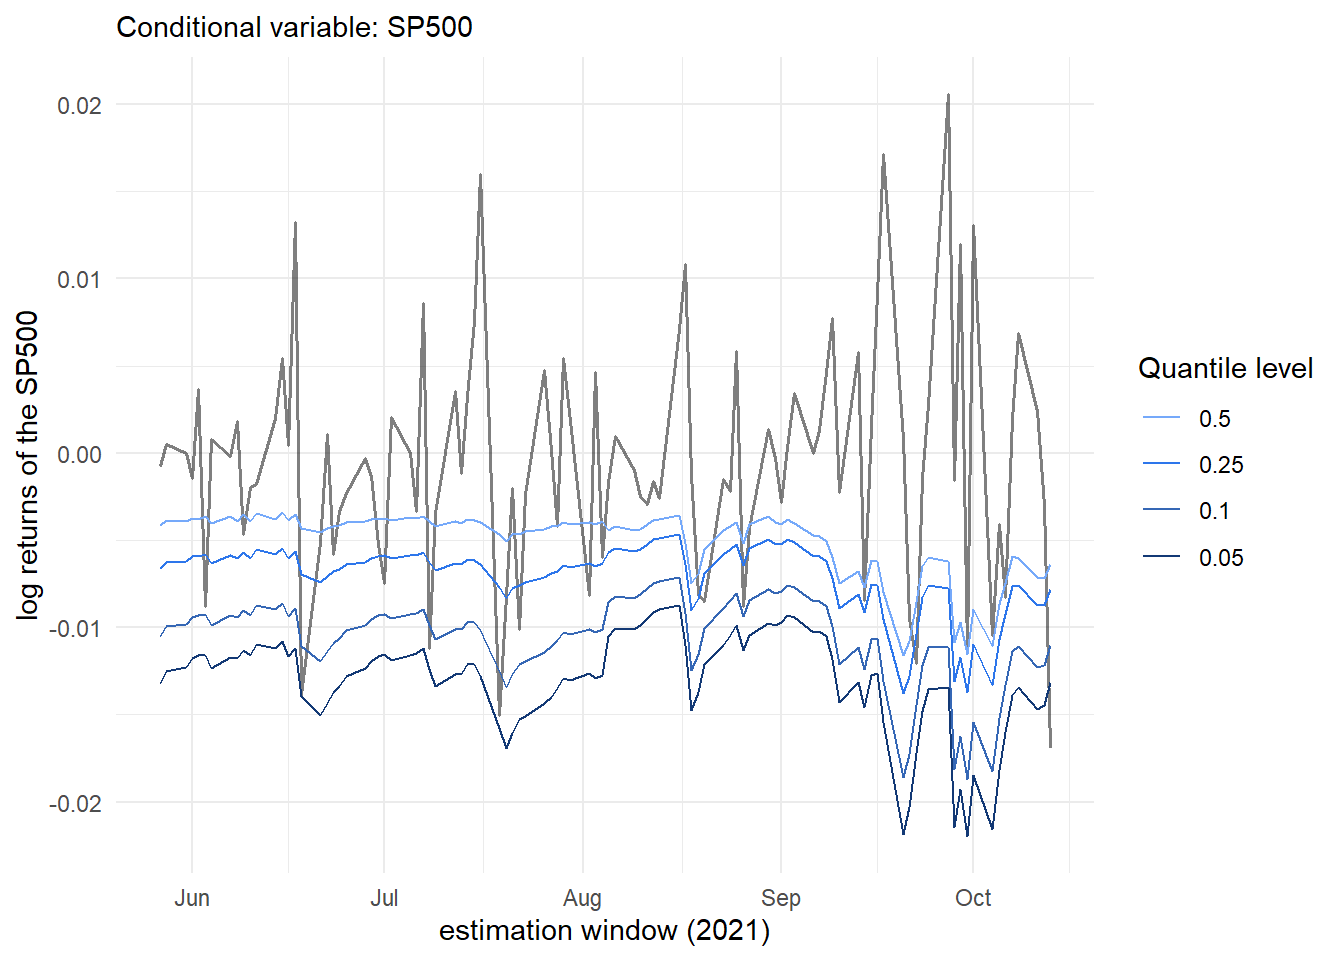 Conditional variable: SP500
log returns of the SP500
0.02
0.01
0.00
-0.01
-0.02
Jun
Jul
Aug
Sep
Oct
estimation window (2021)
Quantile level
0.5
0.25
0.1
0.05